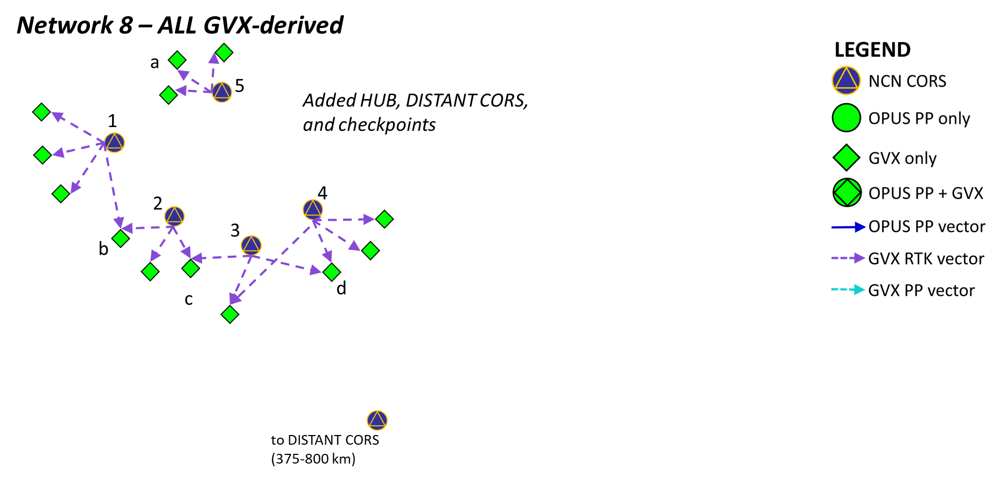 Network 8 – ALL GVX-derived
a
5
1
Added HUB, DISTANT CORS,
and checkpoints
2
3
4
b
c
d
to DISTANT CORS
(375-800 km)
LEGEND
NCN CORS
OPUS PP only
GVX only
OPUS PP + GVX
OPUS PP vector
GVX RTK vector
GVX PP vector